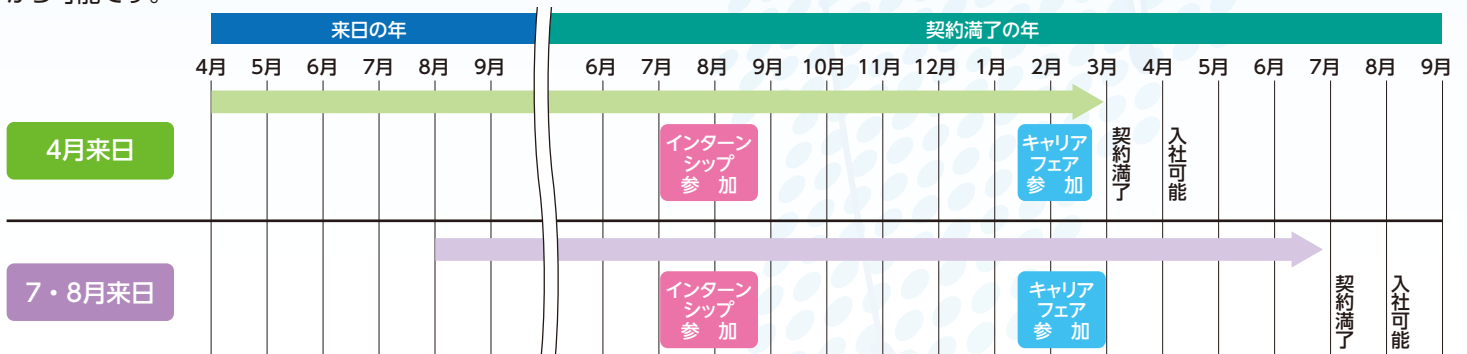 から可能です。
来日の年 契約満了の年
4月 5月 6月 7月 8月 9月 6月 7月 8月 9月 10月 11月 12月 1月 2月 3月 4月 5月 6月 7月 8月 9月
4月来日
インターン
シップ
参 加
キャリア
フェア
参 加
契約満了
入社可能
7・8月来日
インターン
シップ
参 加
キャリア
フェア
参 加
契約満了
入社可能